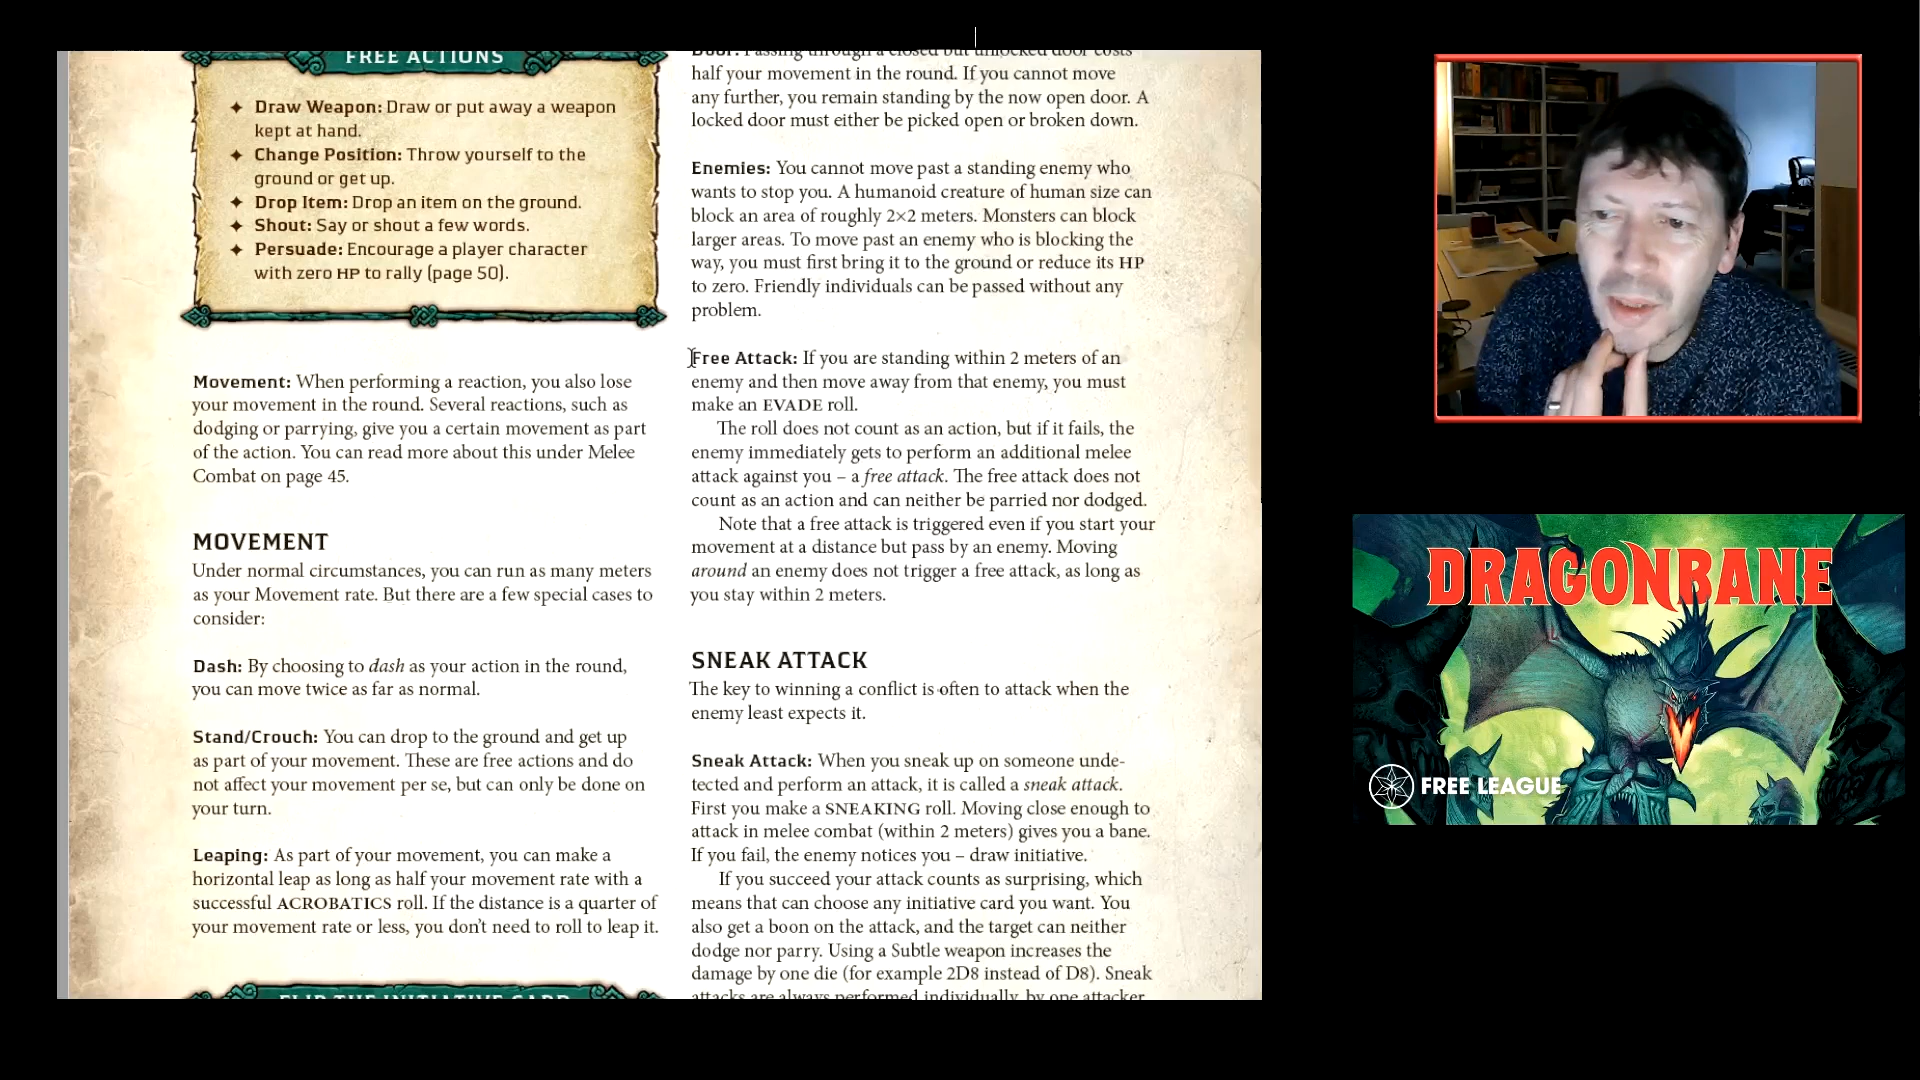 FREE ACTIONS
✦ Draw Weapon: Draw or put away a weapon
kept at hand.
✦ Change Position: Throw yourself to the
ground or get up.
✦ Drop Item: Drop an item on the ground.
✦ Shout: Say or shout a few words.
✦ Persuade: Encourage a player character
with zero HP to rally (page 50).
Movement: When performing a reaction, you also lose
your movement in the round. Several reactions, such as
dodging or parrying, give you a certain movement as part
of the action. You can read more about this under Melee
Combat on page 45.
MOVEMENT
Under normal circumstances, you can run as many meters
as your Movement rate. But there are a few special cases to
consider:
Dash: By choosing to dash as your action in the round,
you can move twice as far as normal.
Stand/Crouch: You can drop to the ground and get up
as part of your movement. These are free actions and do
not affect your movement per se, but can only be done on
your turn.
Leaping: As part of your movement, you can make a
horizontal leap as long as half your movement rate with a
successful ACROBATICS roll. If the distance is a quarter of
your movement rate or less, you don't need to roll to leap it.
FLIP THE INITIATIVE CARD
Door: Passing through a closed but unlocked door costs
half your movement in the round. If you cannot move
any further, you remain standing by the now open door. A
locked door must either be picked open or broken down.
Enemies: You cannot move past a standing enemy who
wants to stop you. A humanoid creature of human size can
block an area of roughly 2×2 meters. Monsters can block
larger areas. To move past an enemy who is blocking the
way, you must first bring it to the ground or reduce its HP
to zero. Friendly individuals can be passed without any
problem.
Free Attack: If you are standing within 2 meters of an
enemy and then move away from that enemy, you must
make an EVADE roll.
The roll does not count as an action, but if it fails, the
enemy immediately gets to perform an additional melee
attack against you – a free attack. The free attack does not
count as an action and can neither be parried nor dodged.
Note that a free attack is triggered even if you start your
movement at a distance but pass by an enemy. Moving
around an enemy does not trigger a free attack, as long as
you stay within 2 meters.
SNEAK ATTACK
The key to winning a conflict is often to attack when the
enemy least expects it.
Sneak Attack: When you sneak up on someone unde-
tected and perform an attack, it is called a sneak attack.
First you make a SNEAKING roll. Moving close enough to
attack in melee combat (within 2 meters) gives you a bane.
If you fail, the enemy notices you – draw initiative.
If you succeed your attack counts as surprising, which
means that can choose any initiative card you want. You
also get a boon on the attack, and the target can neither
dodge nor parry. Using a Subtle weapon increases the
damage by one die (for example 2D8 instead of D8). Sneak
attacks are always performed individually, by one attacker
DRAGONBANE
FREE LEAGUE